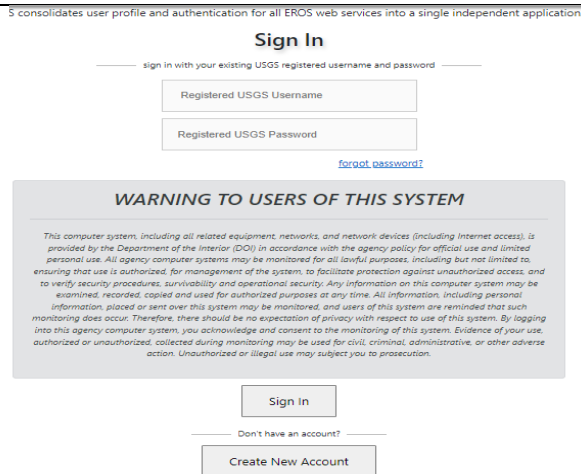 S consolidates user profile and authentication for all EROS web services into a single independent application
Sign In
sign in with your existing USGS registered username and password
Registered USGS Username
Registered USGS Password
forgot password?
WARNING TO USERS OF THIS SYSTEM
This computer system, including all related equipment, networks, and network devices (including Internet access), is
provided by the Department of the Interior (DOI) in accordance with the agency policy for official use and limited
personal use. All agency computer systems may be monitored for all lawful purposes, including but not limited to,
ensuring that use is authorized, for management of the system, to facilitate protection against unauthorized access, and
to verify security procedures, survivability and operational security. Any information on this computer system may be
examined, recorded, copied and used for authorized purposes at any time. All information, including personal
information, placed or sent over this system may be monitored, and users of this system are reminded that such
monitoring does occur. Therefore, there should be no expectation of privacy with respect to use of this system. By logging
into this agency computer system, you acknowledge and consent to the monitoring of this system. Evidence of your use,
authorized or unauthorized, collected during monitoring may be used for civil, criminal, administrative, or other adverse
action. Unauthorized or illegal use may subject you to prosecution.
Sign In
Don't have an account?
Create New Account